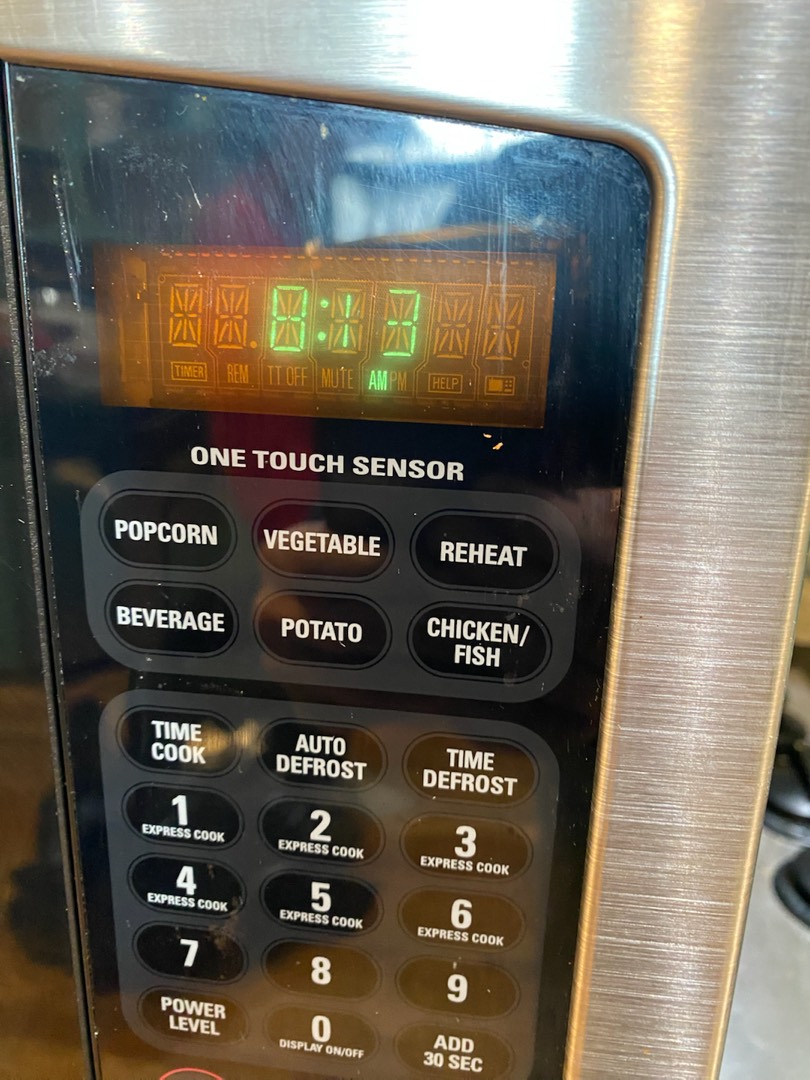 8:13
TIMER REM TT OFF MUTE AM PM HELP
ONE TOUCH SENSOR
POPCORN VEGETABLE REHEAT
BEVERAGE POTATO CHICKEN/
FISH
TIME
COOK
AUTO
DEFROST
TIME
DEFROST
1
EXPRESS COOK
2
EXPRESS COOK
3
EXPRESS COOK
4
EXPRESS COOK
5
EXPRESS COOK
6
EXPRESS COOK
7
8
9
POWER
LEVEL
0
DISPLAY ON/OFF
ADD
30 SEC